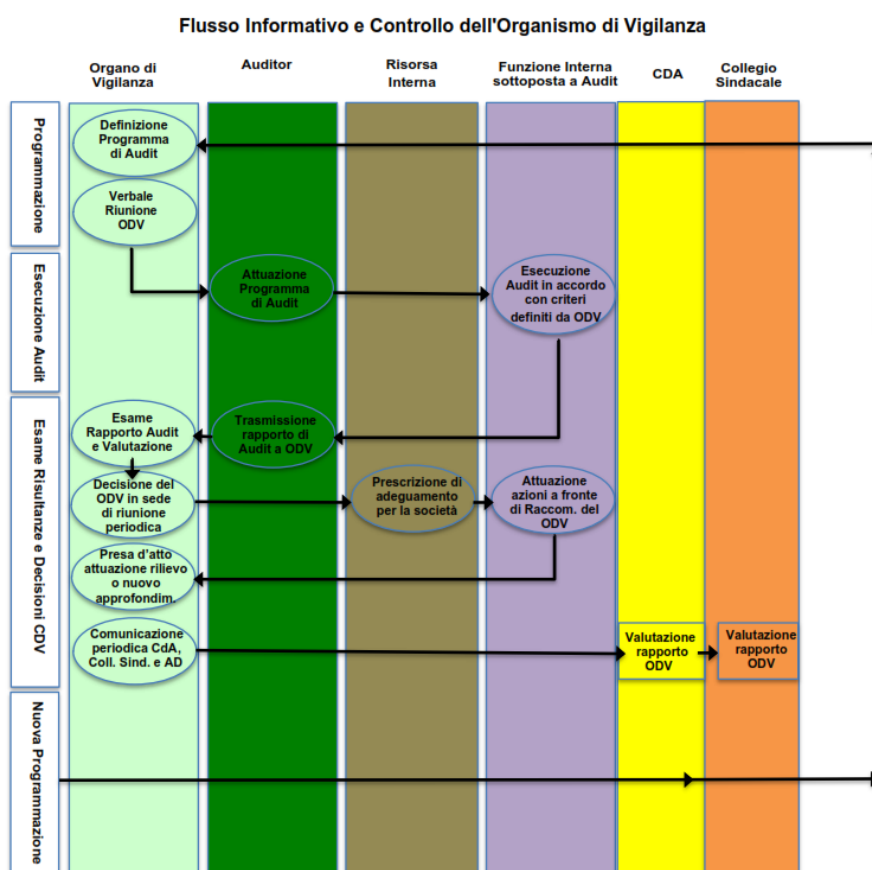 Flusso Informativo e Controllo dell'Organismo di Vigilanza
Organo di
Vigilanza
Auditor
Risorsa
Interna
Funzione Interna
sottoposta a Audit
CDA
Collegio
Sindacale
Programmazione
Definizione
Programma
di Audit
Verbale
Riunione
ODV
Esecuzione Audit
Attuazione
Programma
di Audit
Esecuzione
Audit in accordo
con criteri
definiti da ODV
Esame Risultanze e Decisioni CDV
Esame
Rapporto Audit
e Valutazione
Trasmissione
rapporto di
Audit a ODV
Decisione del
ODV in sede
di riunione
periodica
Prescrizione di
adeguamento
per la società
Attuazione
azioni a fronte
di Raccom. del
ODV
Presa d'atto
attuazione rilievo
o nuovo
approfondim.
Comunicazione
periodica CdA,
Coll. Sind. e AD
Valutazione
rapporto
ODV
Valutazione
rapporto
ODV
Nuova Programmazione